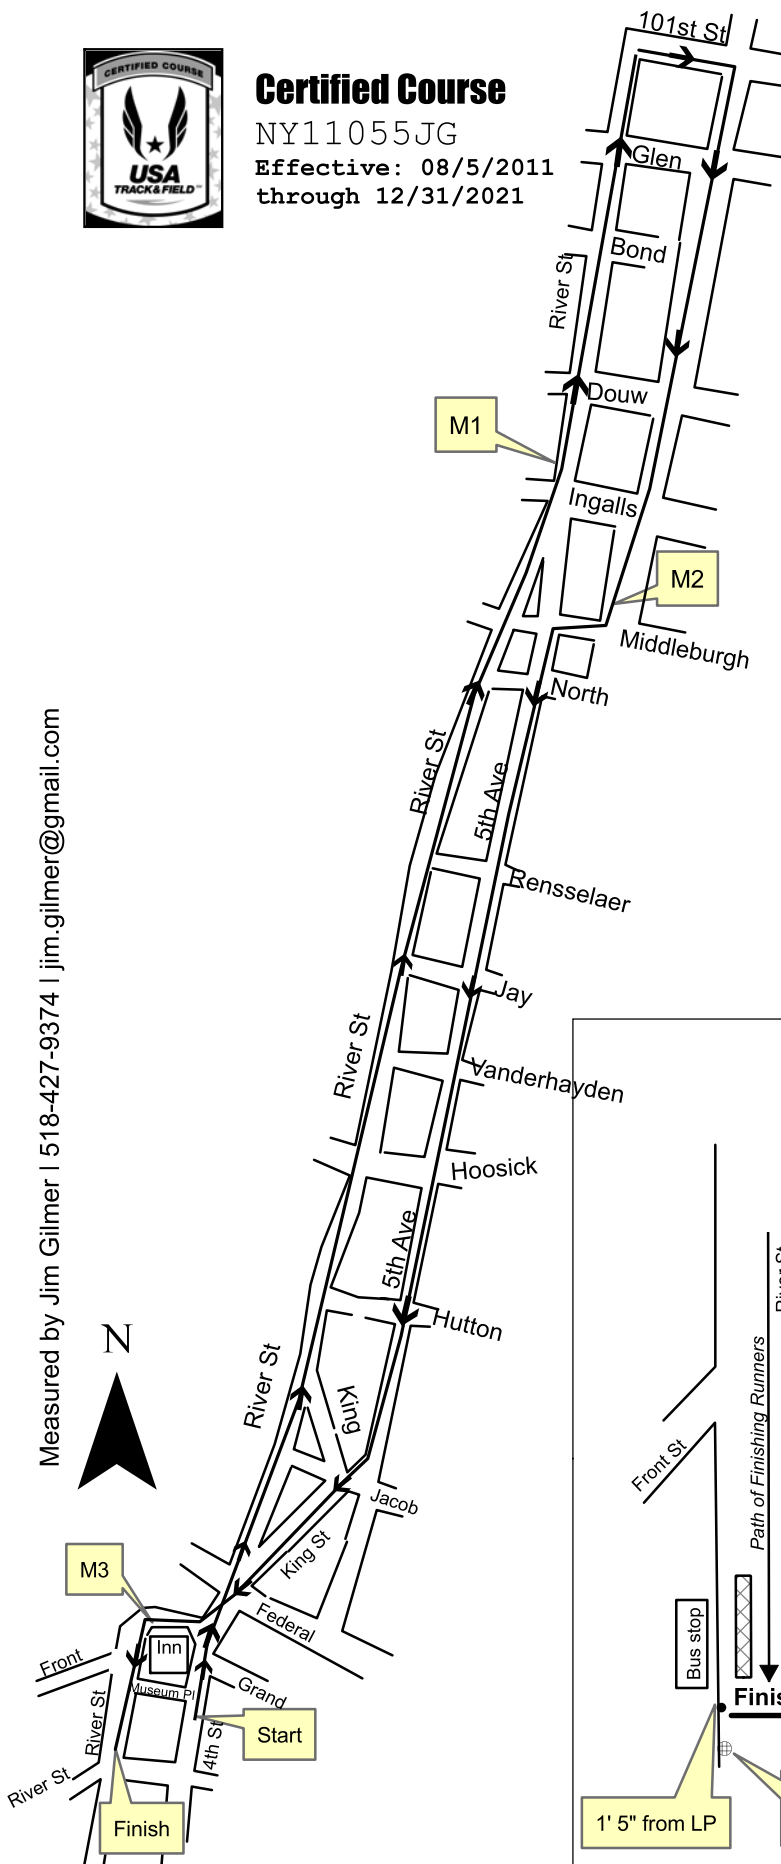 CERTIFIED COURSE
USA
TRACK & FIELD
Certified Course
NY11055JG
Effective: 08/5/2011
through 12/31/2021
101st St
Glen
Bond
River St
Douw
M1
Ingalls
M2
Middleburgh
North
River St
5th Ave
Rensselaer
Jay
River St
Vanderhayden
Hoosick
5th Ave
Hutton
River St
King
Jacob
King St
M3
Federal
Inn
Front
Museum Pl
Grand
River St
4th St
Start
River St
Finish
Measured by Jim Gilmer | 518-427-9374 | jim.gilmer@gmail.com
N
River St
Path of Finishing Runners
Front St
Bus stop
Finis
1' 5" from LP